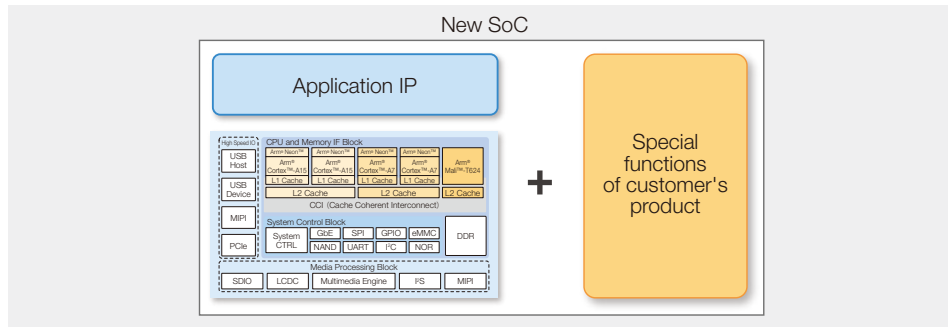 New SoC
Application IP
High Speed IO
USB
Host
USB
Device
MIPI
PCIe
CPU and Memory IF Block
Arm® Neon™
Arm® Neon™
Arm® Neon™
Arm® Neon™
Arm®
Cortex™-A15
Arm®
Cortex™-A15
Arm®
Cortex™-A7
Arm®
Cortex™-A7
Arm®
Mali™-T624
L1 Cache
L1 Cache
L1 Cache
L1 Cache
L2 Cache
L2 Cache
L2 Cache
CCI (Cache Coherent Interconnect)
System Control Block
System
CTRL
GbE
SPI
GPIO
eMMC
NAND
UART
I²C
NOR
DDR
Media Processing Block
SDIO
LCDC
Multimedia Engine
I²S
MIPI
+
Special
functions
of customer's
product